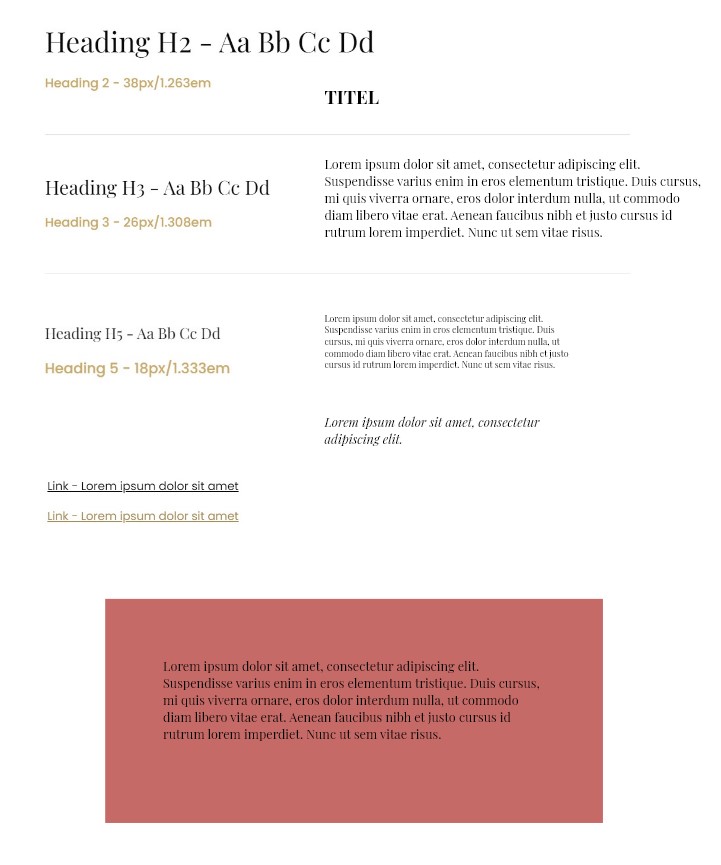 Heading H2 - Aa Bb Cc Dd
Heading 2 - 38px/1.263em
TITEL
Heading H3 - Aa Bb Cc Dd
Heading 3 - 26px/1.308em
Lorem ipsum dolor sit amet, consectetur adipiscing elit.
Suspendisse varius enim in eros elementum tristique. Duis cursus,
mi quis viverra ornare, eros dolor interdum nulla, ut commodo
diam libero vitae erat. Aenean faucibus nibh et justo cursus id
rutrum lorem imperdiet. Nunc ut sem vitae risus.
Heading H5 - Aa Bb Cc Dd
Heading 5 - 18px/1.333em
Lorem ipsum dolor sit amet, consectetur adipiscing elit.
Suspendisse varius enim in eros elementum tristique. Duis
cursus, mi quis viverra ornare, eros dolor interdum nulla, ut
commodo diam libero vitae erat. Aenean faucibus nibh et justo
cursus id rutrum lorem imperdiet. Nunc ut sem vitae risus.
Lorem ipsum dolor sit amet, consectetur
adipiscing elit.
Link - Lorem ipsum dolor sit amet
Link - Lorem ipsum dolor sit amet
Lorem ipsum dolor sit amet, consectetur adipiscing elit.
Suspendisse varius enim in eros elementum tristique. Duis cursus,
mi quis viverra ornare, eros dolor interdum nulla, ut commodo
diam libero vitae erat. Aenean faucibus nibh et justo cursus id
rutrum lorem imperdiet. Nunc ut sem vitae risus.